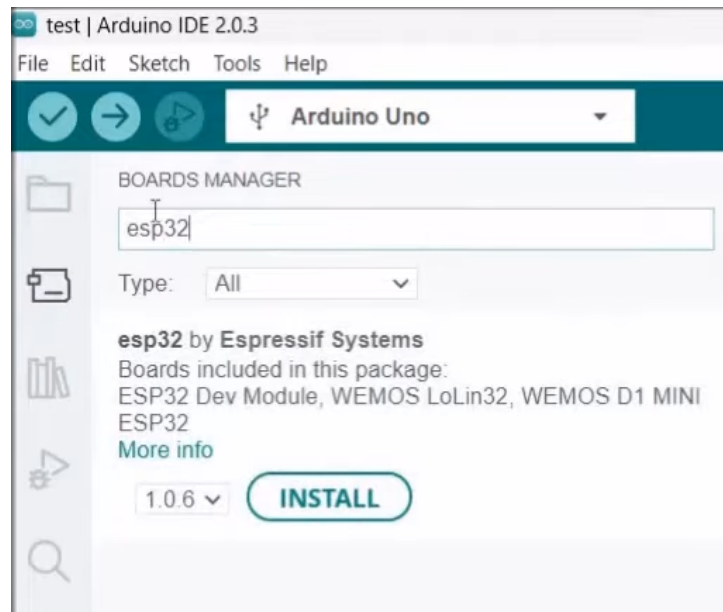 test | Arduino IDE 2.0.3
File Edit Sketch Tools Help
Arduino Uno
BOARDS MANAGER
esp32
Type: All
esp32 by Espressif Systems
Boards included in this package:
ESP32 Dev Module, WEMOS LoLin32, WEMOS D1 MINI
ESP32
More info
1.0.6 INSTALL